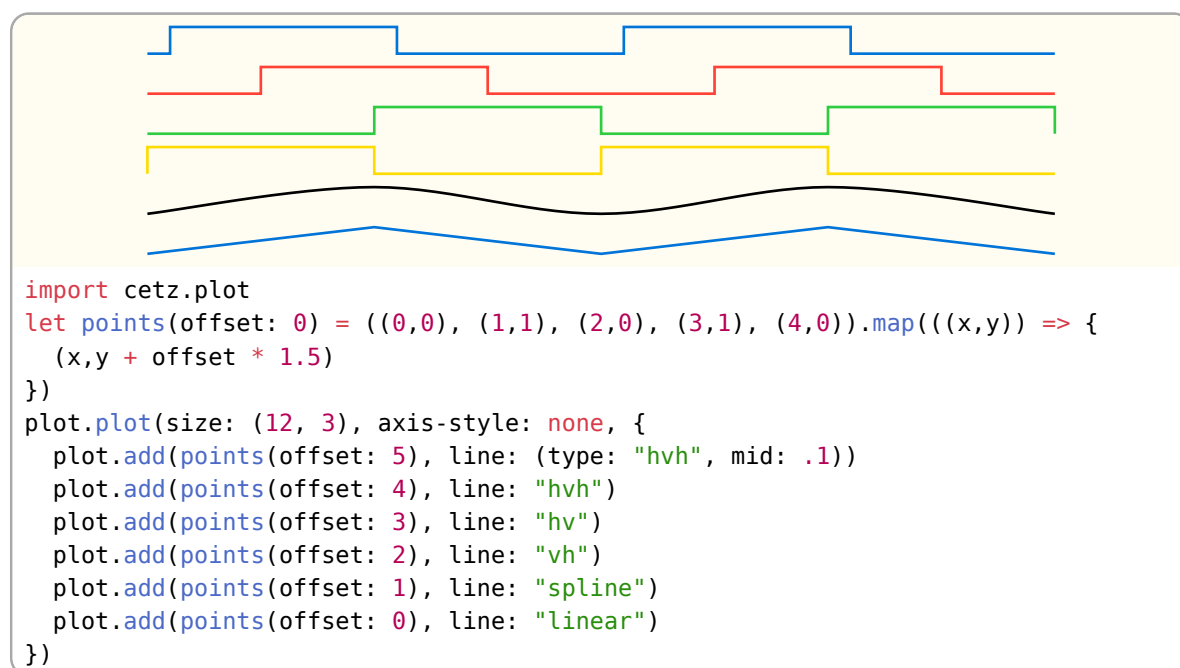 import cetz.plot
let points(offset: 0) = ((0,0), (1,1), (2,0), (3,1), (4,0)).map(((x,y)) => {
  (x,y + offset * 1.5)
})
plot.plot(size: (12, 3), axis-style: none, {
  plot.add(points(offset: 5), line: (type: "hvh", mid: .1))
  plot.add(points(offset: 4), line: "hvh")
  plot.add(points(offset: 3), line: "hv")
  plot.add(points(offset: 2), line: "vh")
  plot.add(points(offset: 1), line: "spline")
  plot.add(points(offset: 0), line: "linear")
})